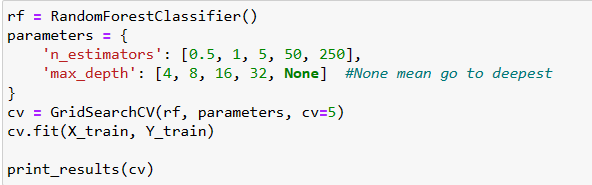 rf = RandomForestClassifier()
parameters = {
    'n_estimators': [0.5, 1, 5, 50, 250],
    'max_depth': [4, 8, 16, 32, None]  #None mean go to deepest
}
cv = GridSearchCV(rf, parameters, cv=5)
cv.fit(X_train, Y_train)

print_results(cv)